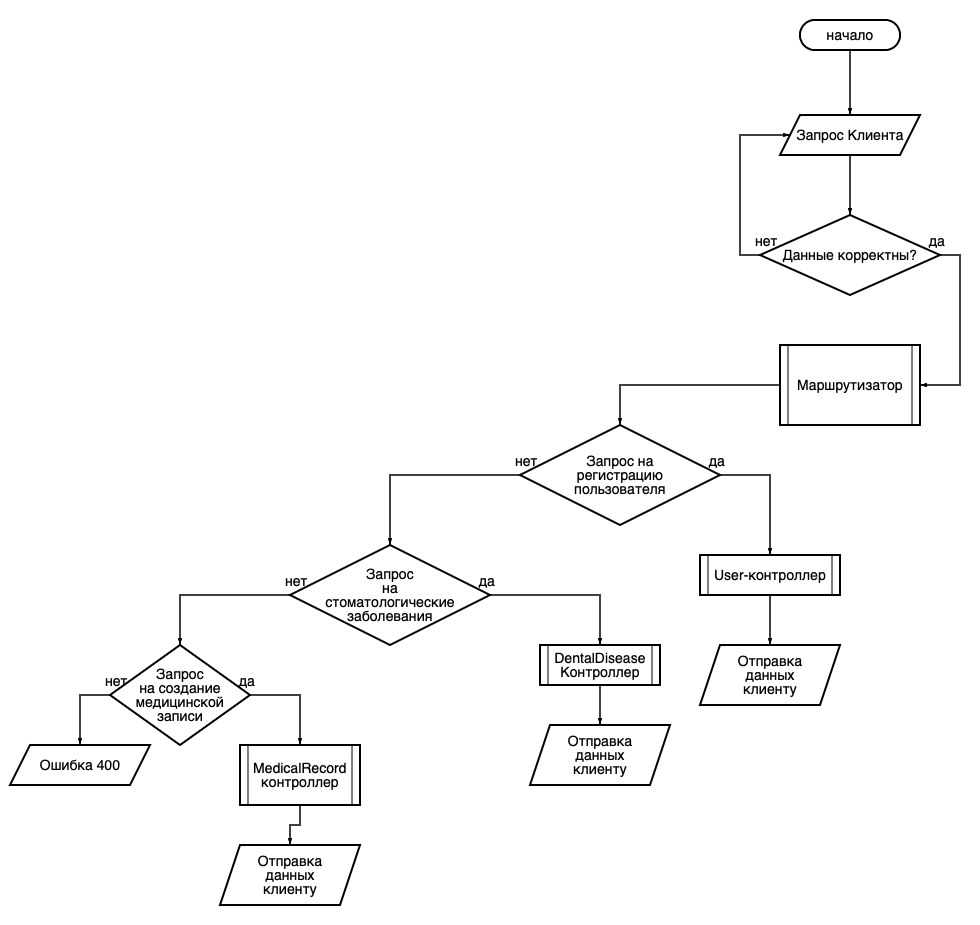 начало
Запрос Клиента
нет
да
Данные корректны?
Маршрутизатор
нет
да
Запрос на
регистрацию
пользователя
нет
да
Запрос
на
стоматологические
заболевания
User-контроллер
DentalDisease
Контроллер
Отправка
данных
клиенту
нет
да
Запрос
на создание
медицинской
записи
Отправка
данных
клиенту
Ошибка 400
MedicalRecord
контроллер
Отправка
данных
клиенту